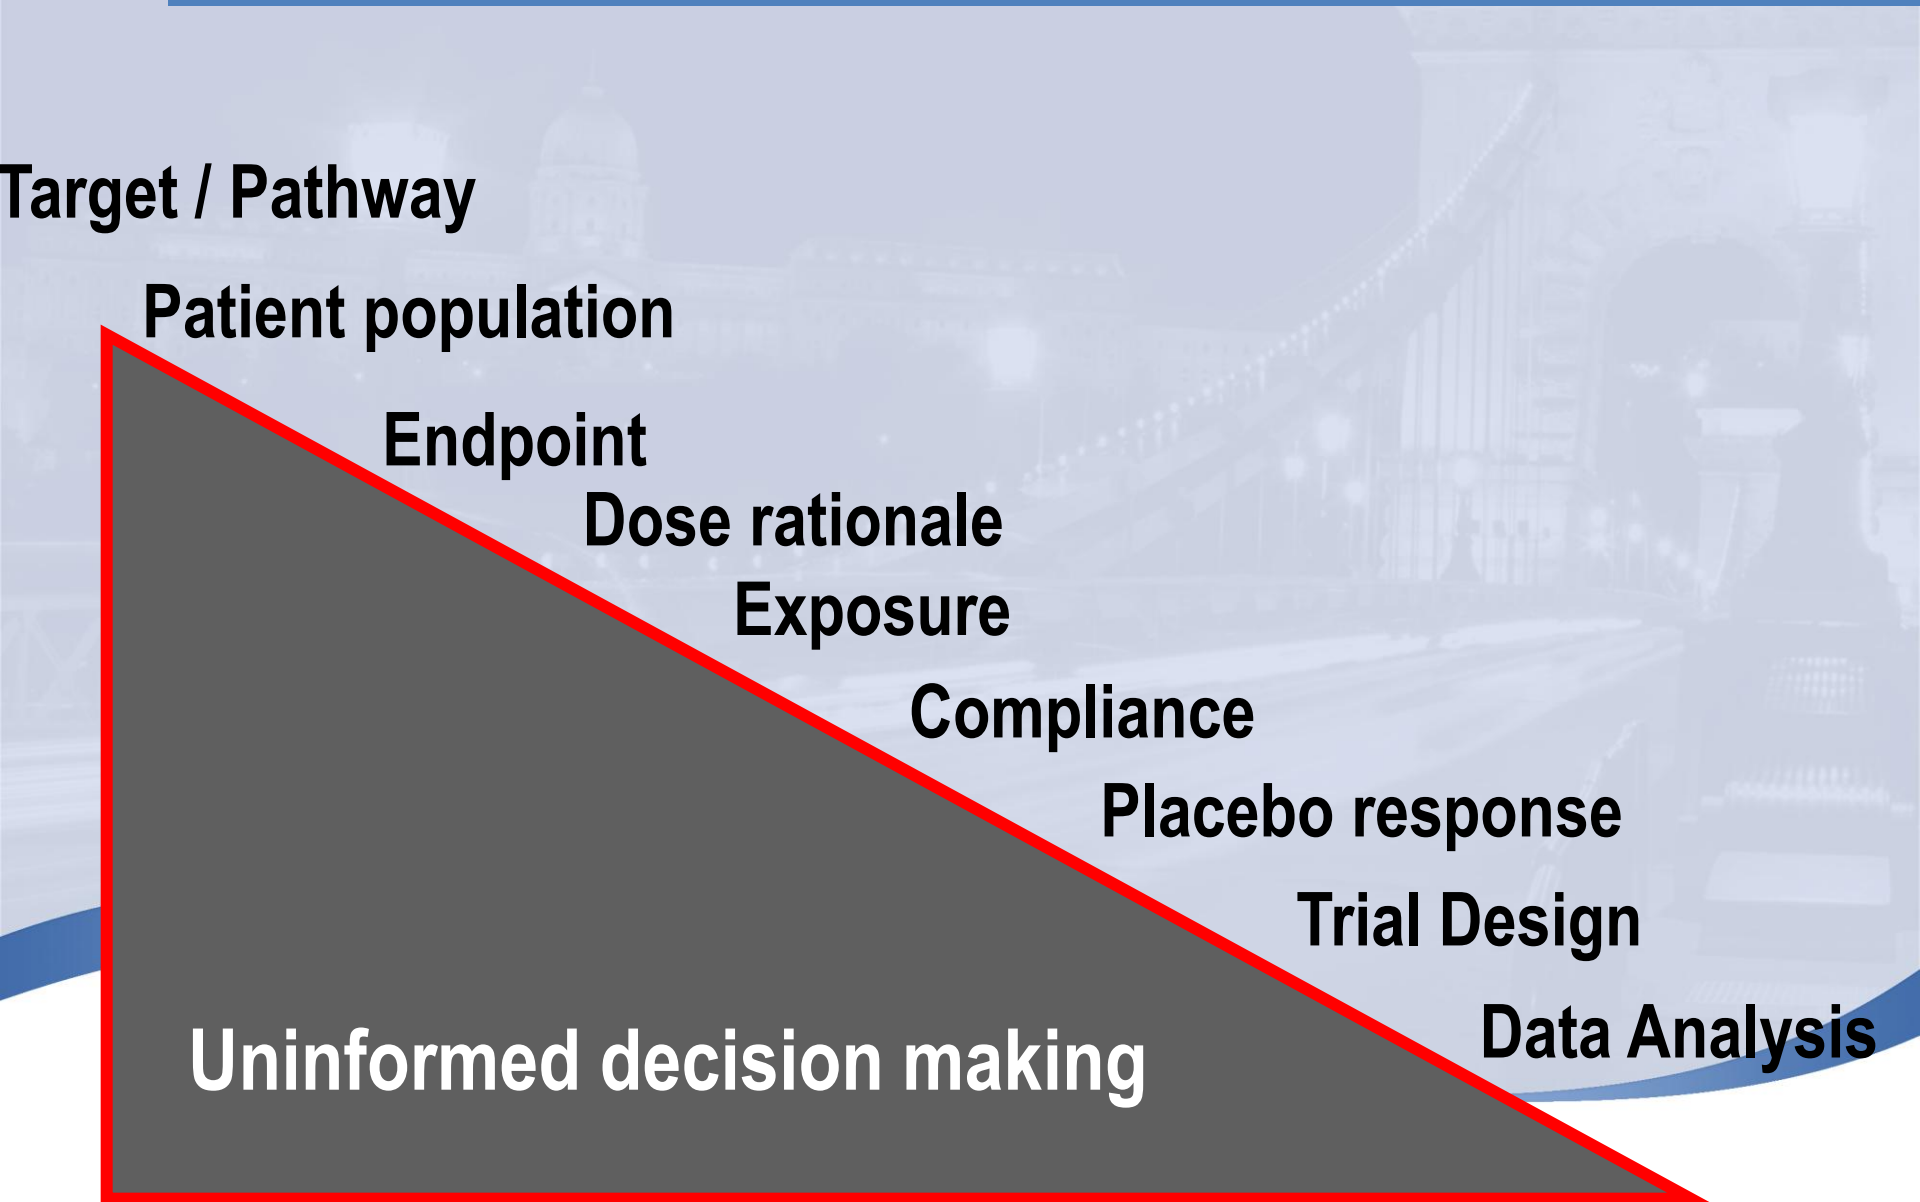 Target / Pathway
Patient population
Endpoint
Dose rationale
Exposure
Compliance
Placebo response
Trial Design
Data Analysis
Uninformed decision making